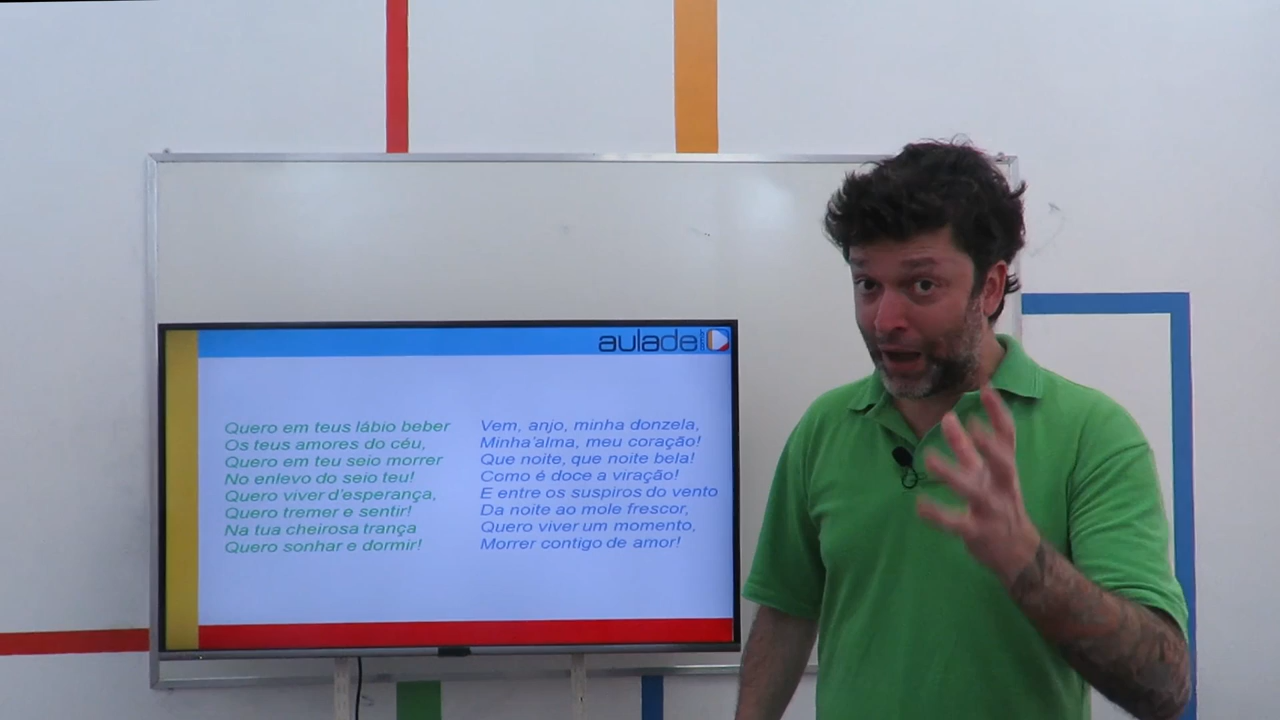 aulade
Quero em teus lábio beber
Os teus amores do céu,
Quero em teu seio morrer
No enlevo do seio teu!
Quero viver d'esperança,
Quero tremer e sentir!
Na tua cheirosa trança
Quero sonhar e dormir!
Vem, anjo, minha donzela,
Minha'alma, meu coração!
Que noite, que noite bela!
Como é doce a viração!
E entre os suspiros do vento
Da noite ao mole frescor,
Quero viver um momento,
Morrer contigo de amor!